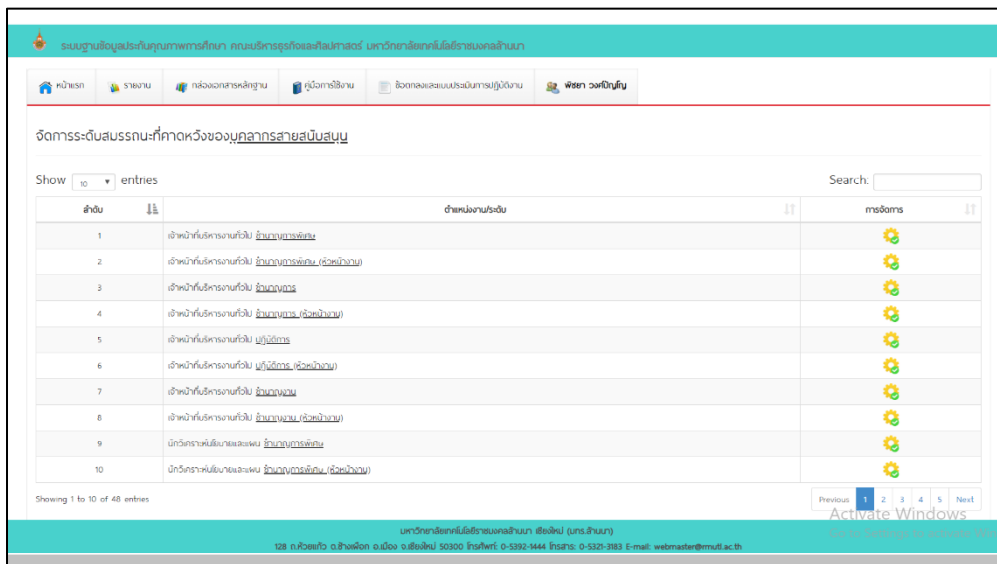 ระบบฐานข้อมูลประกันคุณภาพการศึกษา คณะบริหารธุรกิจและศิลปศาสตร์ มหาวิทยาลัยเทคโนโลยีราชมงคลล้านนา
หน้าแรก รายงาน กล่องเอกสารหลักฐาน คู่มือการใช้งาน ข้อตกลงและแบบประเมินการปฏิบัติงาน พิชยา วงค์ปัญโญ
จัดการระดับสมรรถนะที่คาดหวังของบุคลากรสายสนับสนุน
Show 10 entries Search:
ลำดับ ตำแหน่งงาน/ระดับ การจัดการ
1 เจ้าหน้าที่บริหารงานทั่วไป ชำนาญการพิเศษ
2 เจ้าหน้าที่บริหารงานทั่วไป ชำนาญการพิเศษ (หัวหน้างาน)
3 เจ้าหน้าที่บริหารงานทั่วไป ชำนาญการ
4 เจ้าหน้าที่บริหารงานทั่วไป ชำนาญการ (หัวหน้างาน)
5 เจ้าหน้าที่บริหารงานทั่วไป ปฏิบัติการ
6 เจ้าหน้าที่บริหารงานทั่วไป ปฏิบัติการ (หัวหน้างาน)
7 เจ้าหน้าที่บริหารงานทั่วไป ชำนาญงาน
8 เจ้าหน้าที่บริหารงานทั่วไป ชำนาญงาน (หัวหน้างาน)
9 นักวิเคราะห์นโยบายและแผน ชำนาญการพิเศษ
10 นักวิเคราะห์นโยบายและแผน ชำนาญการพิเศษ (หัวหน้างาน)
Showing 1 to 10 of 48 entries Previous 1 2 3 4 5 Next
Activate Windows
มหาวิทยาลัยเทคโนโลยีราชมงคลล้านนา เชียงใหม่ (มทร.ล้านนา)
128 ถ.ห้วยแก้ว ต.ช้างเผือก อ.เมือง จ.เชียงใหม่ 50300 โทรศัพท์: 0-5392-1444 โทรสาร: 0-5321-3183 E-mail: webmaster@rmutl.ac.th